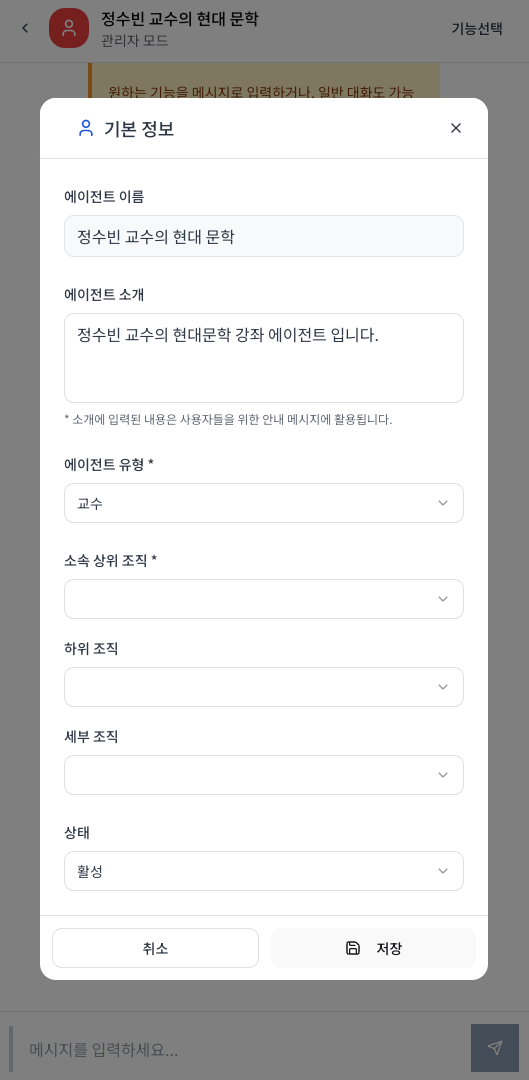 정수빈 교수의 현대 문학
관리자 모드
기능선택
원하는 기능을 메시지로 입력하거나, 일반 대화도 가능
기본 정보
에이전트 이름
정수빈 교수의 현대 문학
에이전트 소개
정수빈 교수의 현대문학 강좌 에이전트 입니다.
* 소개에 입력된 내용은 사용자들을 위한 안내 메시지에 활용됩니다.
에이전트 유형 *
교수
소속 상위 조직 *
하위 조직
세부 조직
상태
활성
취소
저장
메시지를 입력하세요...